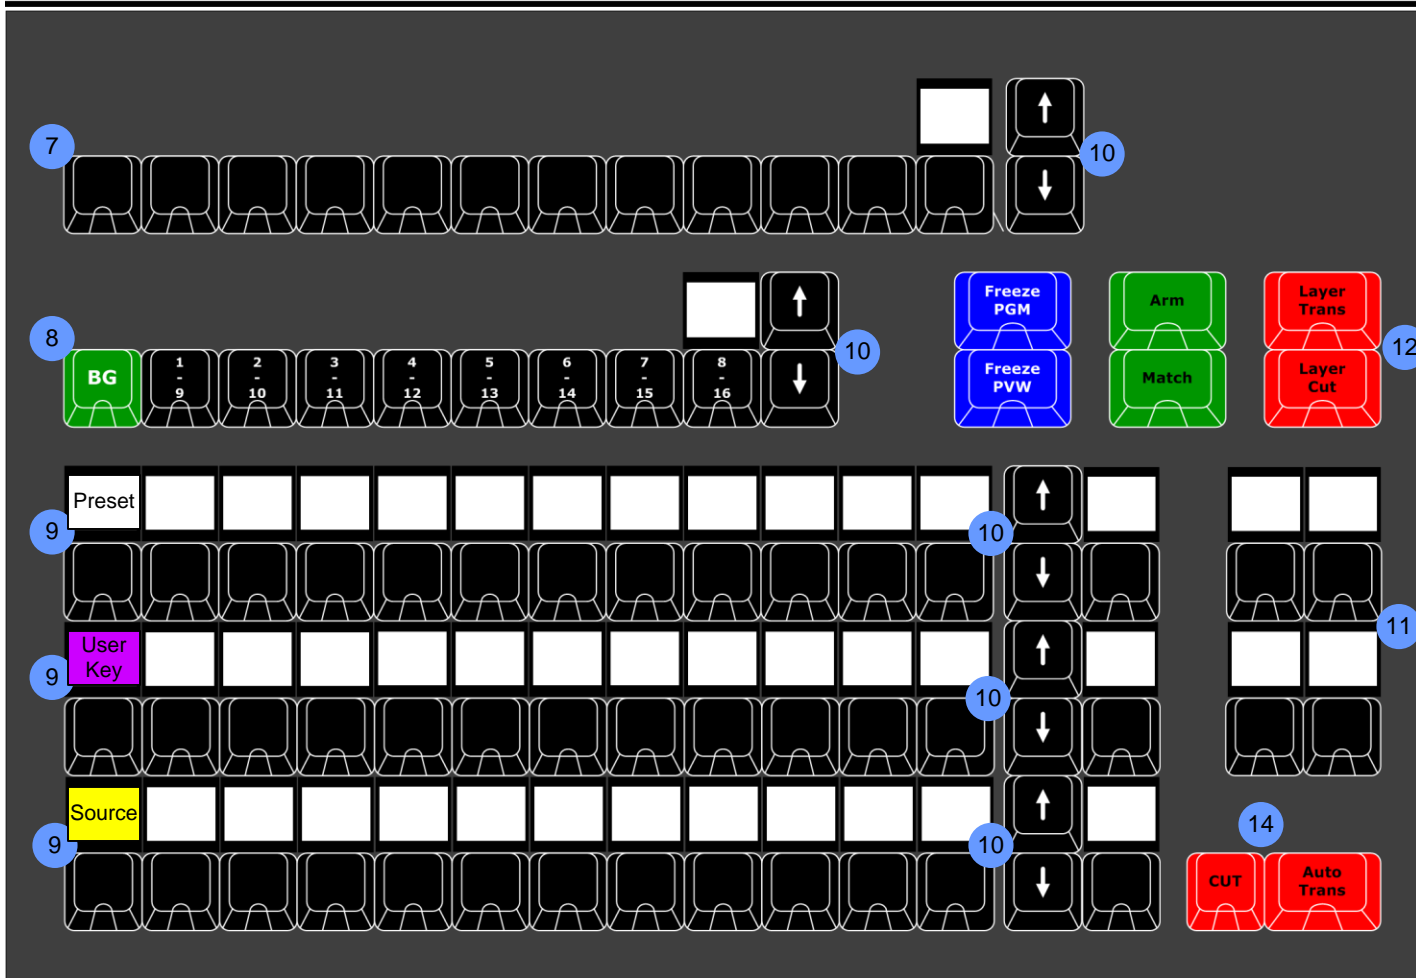 7
10
8
BG
1
-
9
2
-
10
3
-
11
4
-
12
5
-
13
6
-
14
7
-
15
8
-
16
10
Freeze
PGM
Freeze
PVW
Arm
Match
Layer
Trans
Layer
Cut
12
Preset
9
10
11
User
Key
9
10
Source
9
10
14
CUT
Auto
Trans